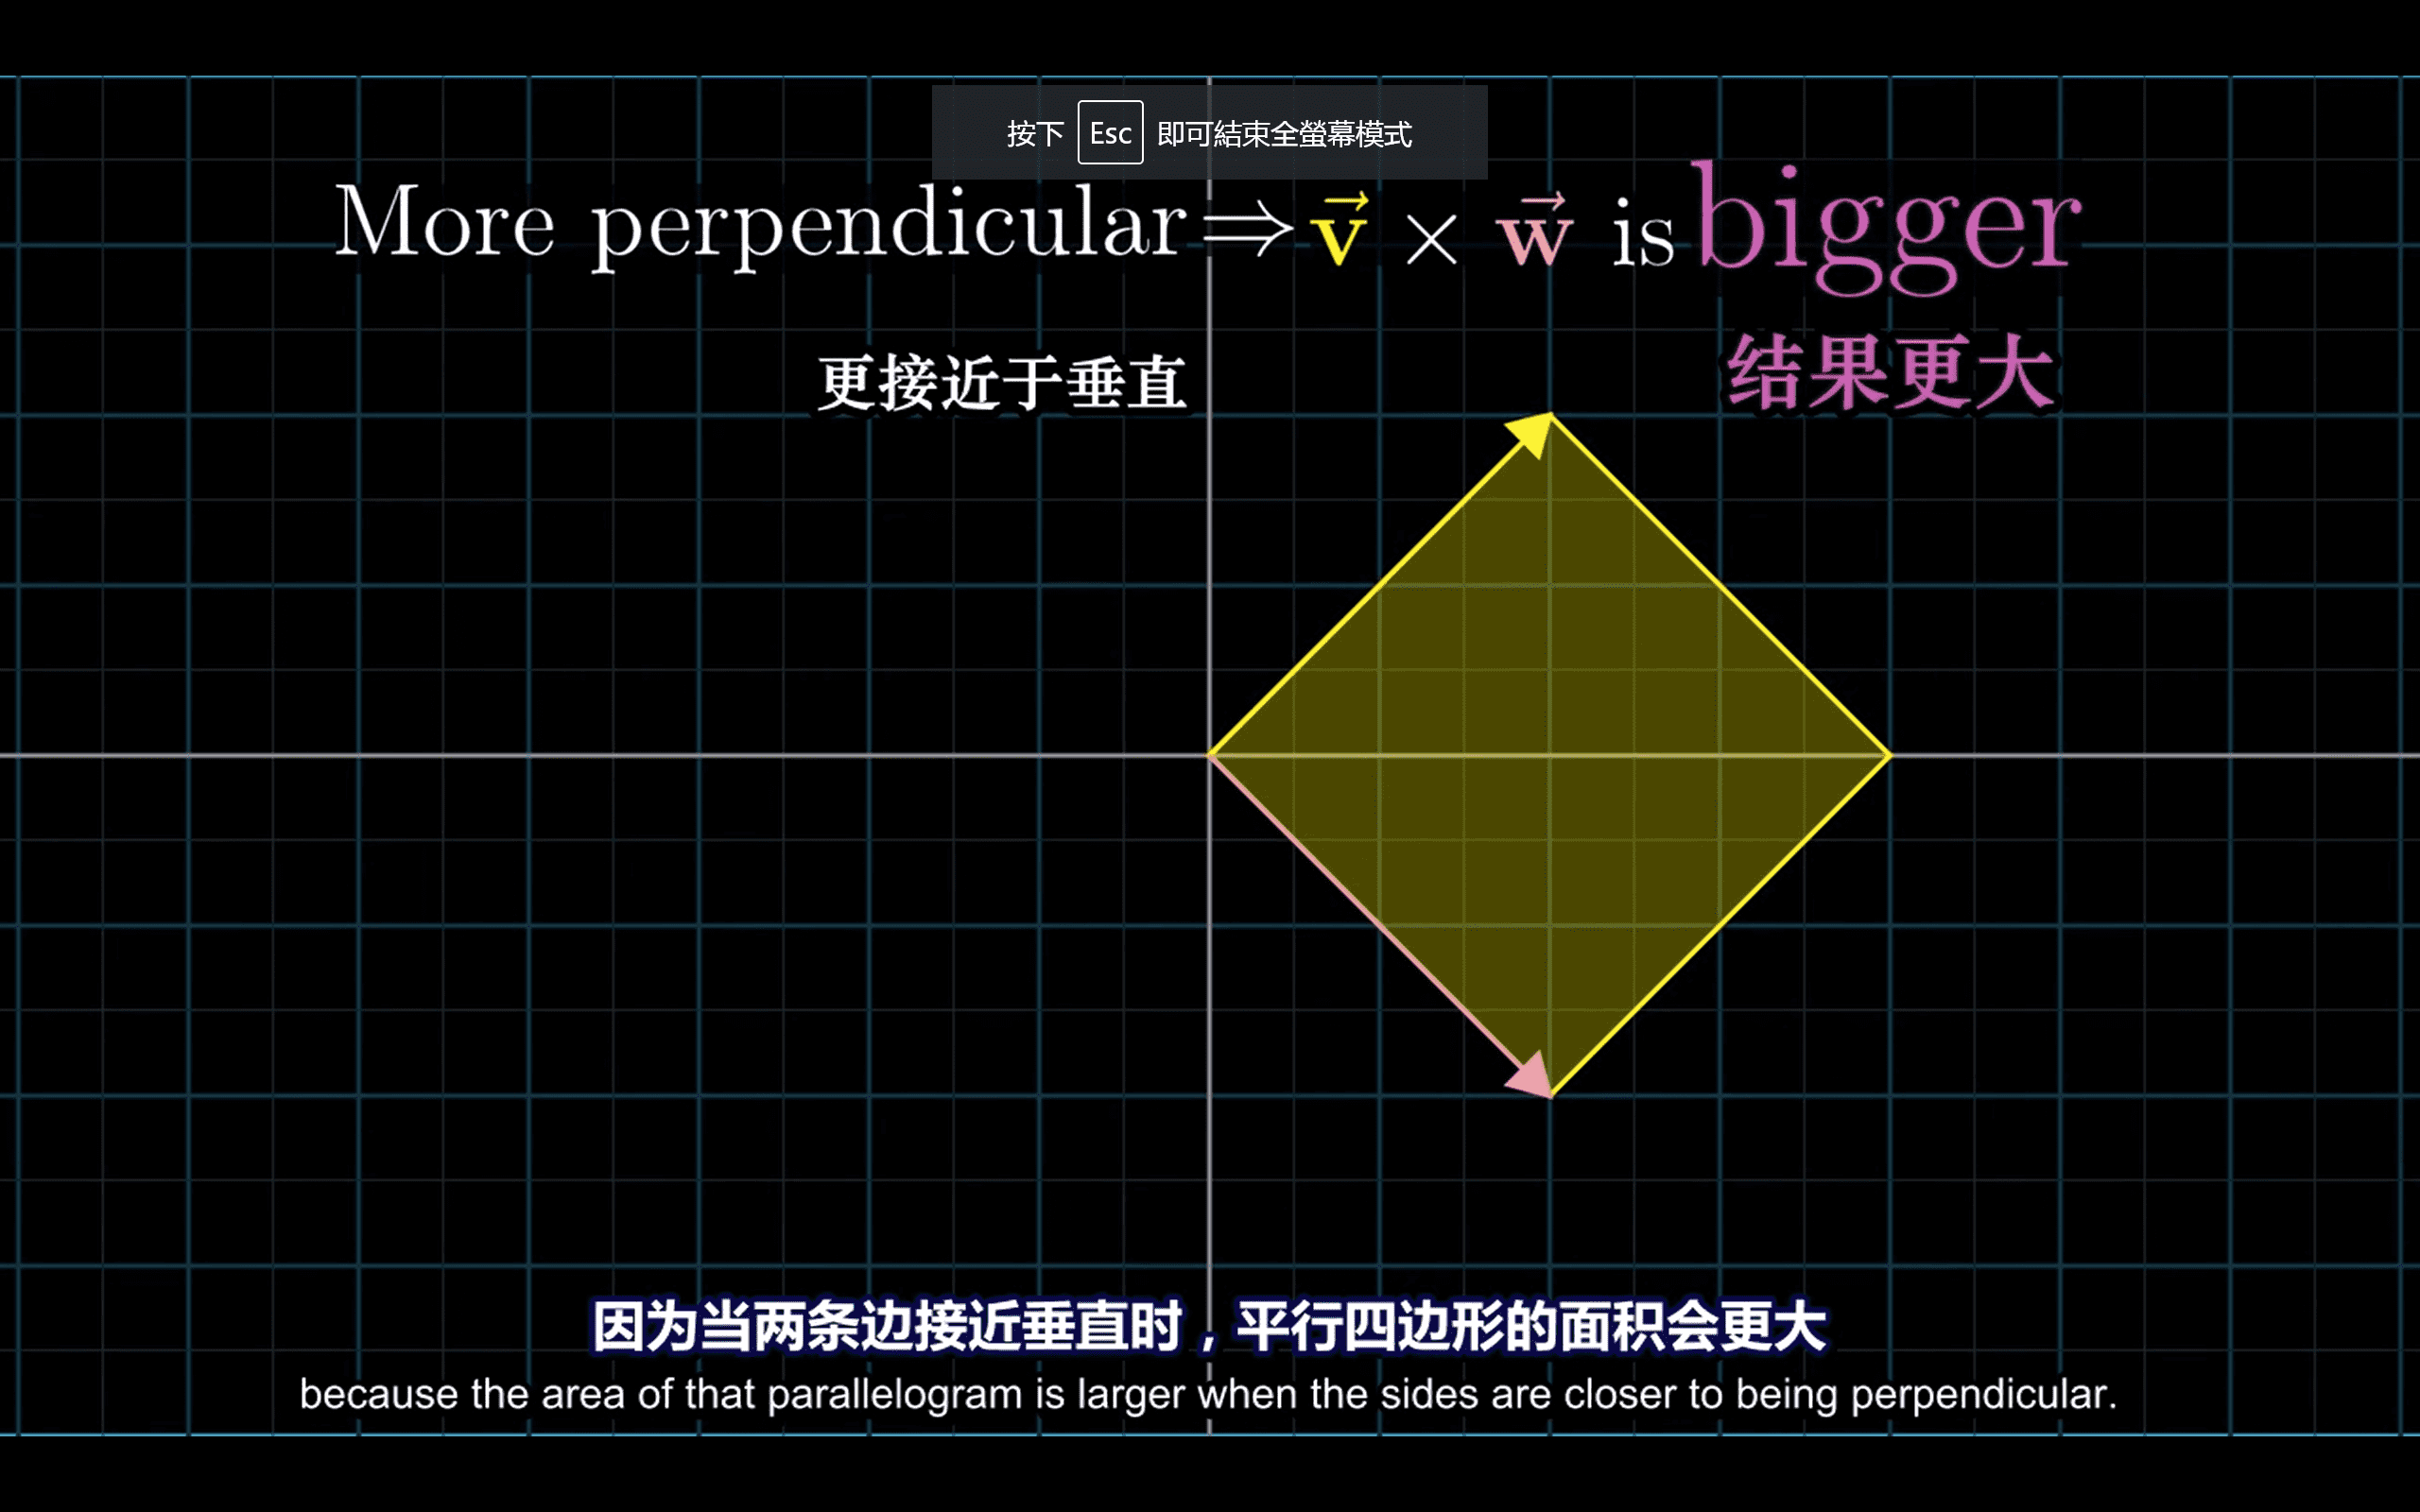 按下 Esc 即可結束全螢幕模式
More perpendicular ⇒ v⃗ × w⃗ is bigger
更接近于垂直 结果更大
因为当两条边接近垂直时，平行四边形的面积会更大
because the area of that parallelogram is larger when the sides are closer to being perpendicular.